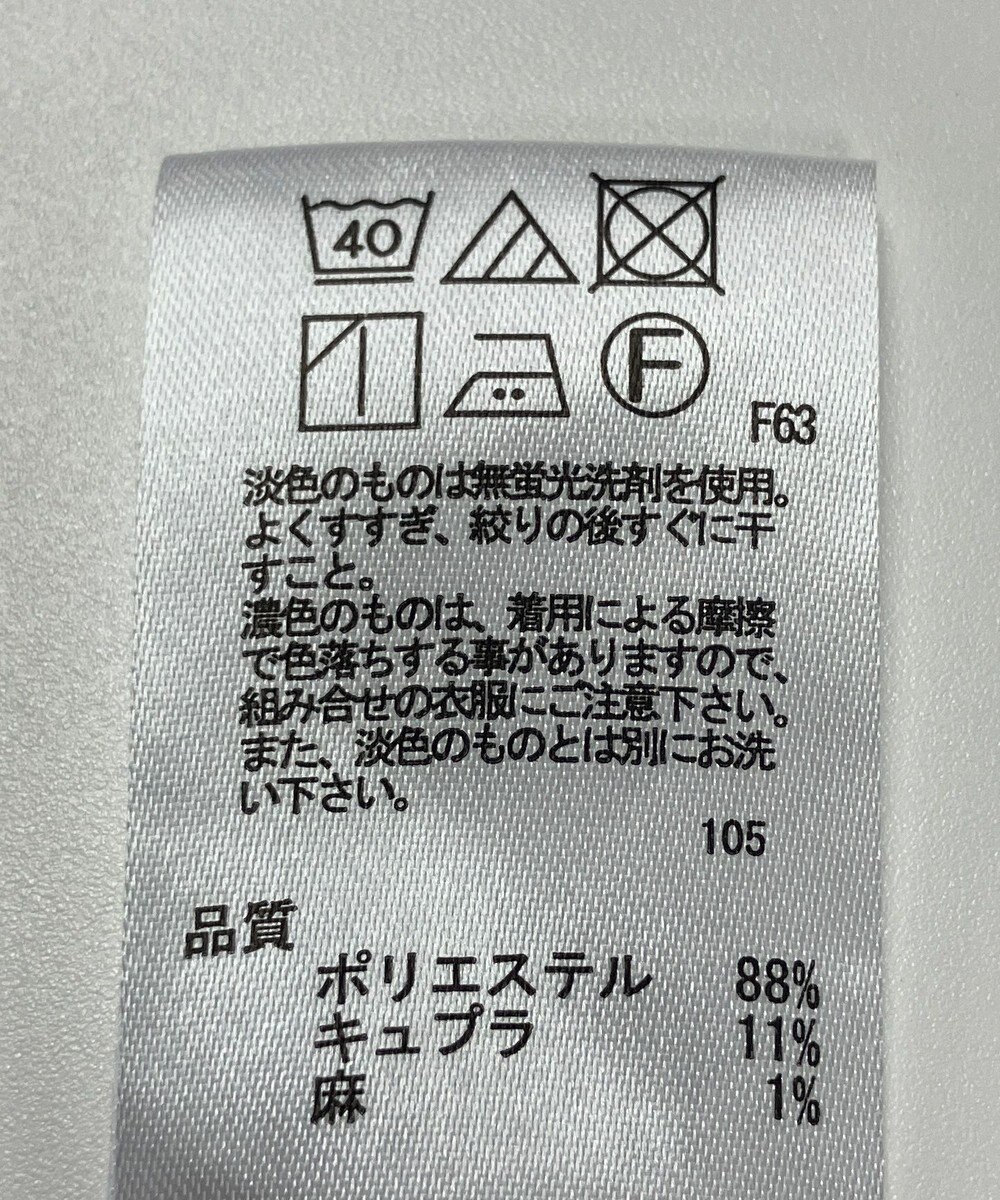 40
F
F63
淡色のものは無蛍光洗剤を使用。
よくすすぎ、絞りの後すぐに干
すこと。
濃色のものは、着用による摩擦
で色落ちする事がありますので、
組み合せの衣服にご注意下さい。
また、淡色のものとは別にお洗
い下さい。
105
品質
ポリエステル 88%
キュプラ 11%
麻 1%